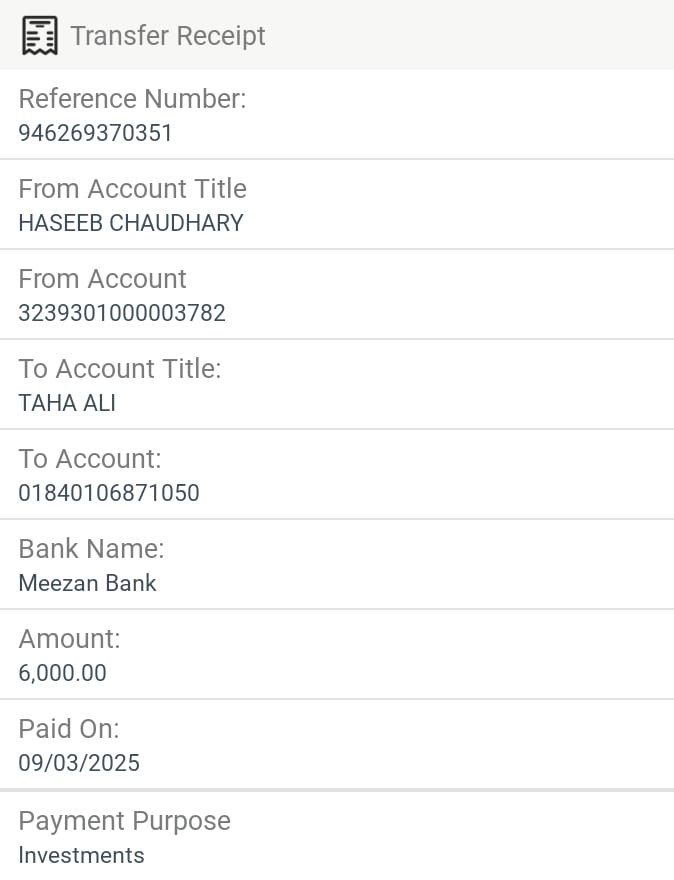 Transfer Receipt
Reference Number:
946269370351
From Account Title
HASEEB CHAUDHARY
From Account
3239301000003782
To Account Title:
TAHA ALI
To Account:
01840106871050
Bank Name:
Meezan Bank
Amount:
6,000.00
Paid On:
09/03/2025
Payment Purpose
Investments